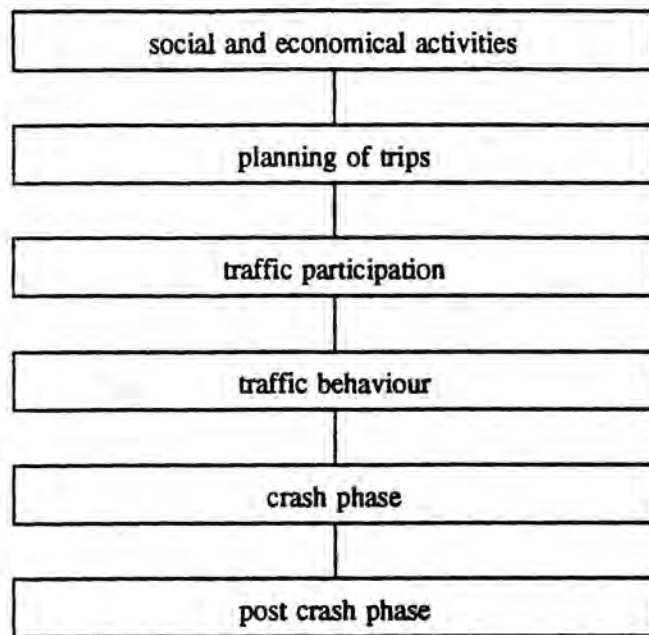 social and economical activities
planning of trips
traffic participation
traffic behaviour
crash phase
post crash phase